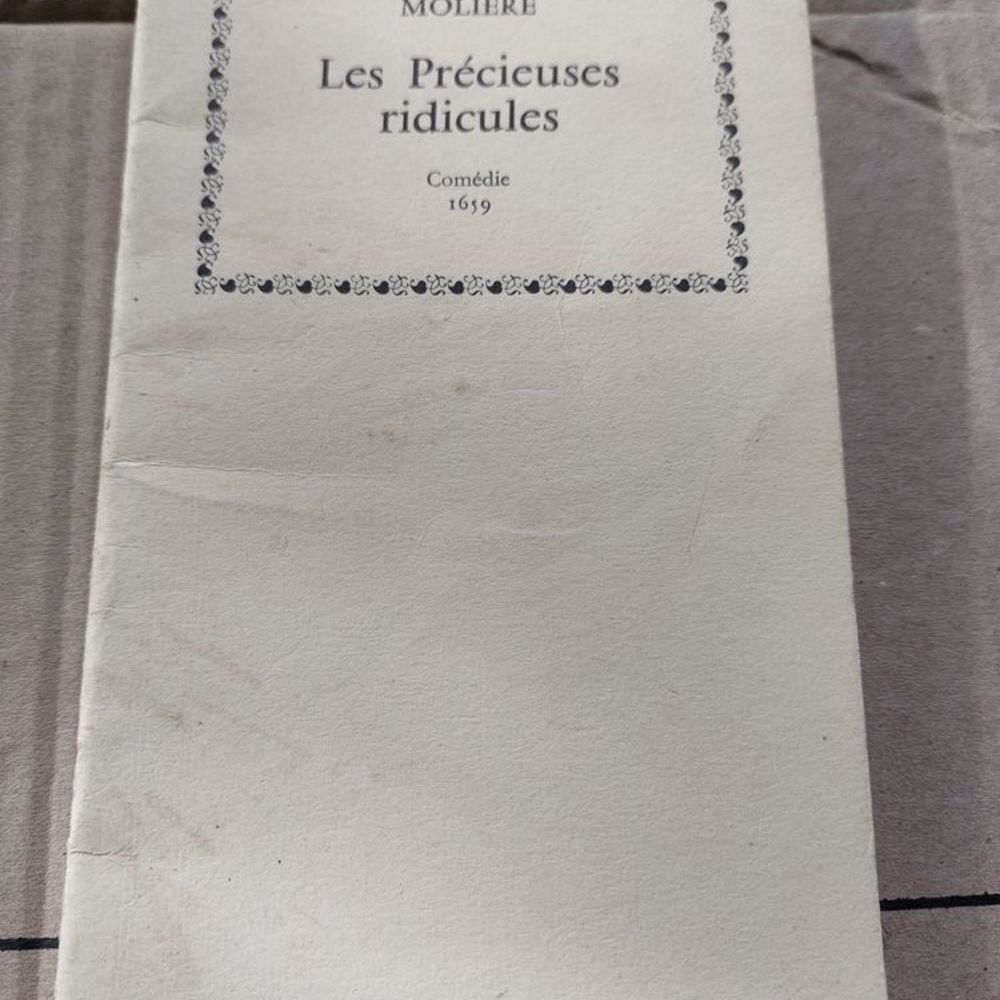 MOLIÈRE
Les Précieuses
ridicules
Comédie
1659